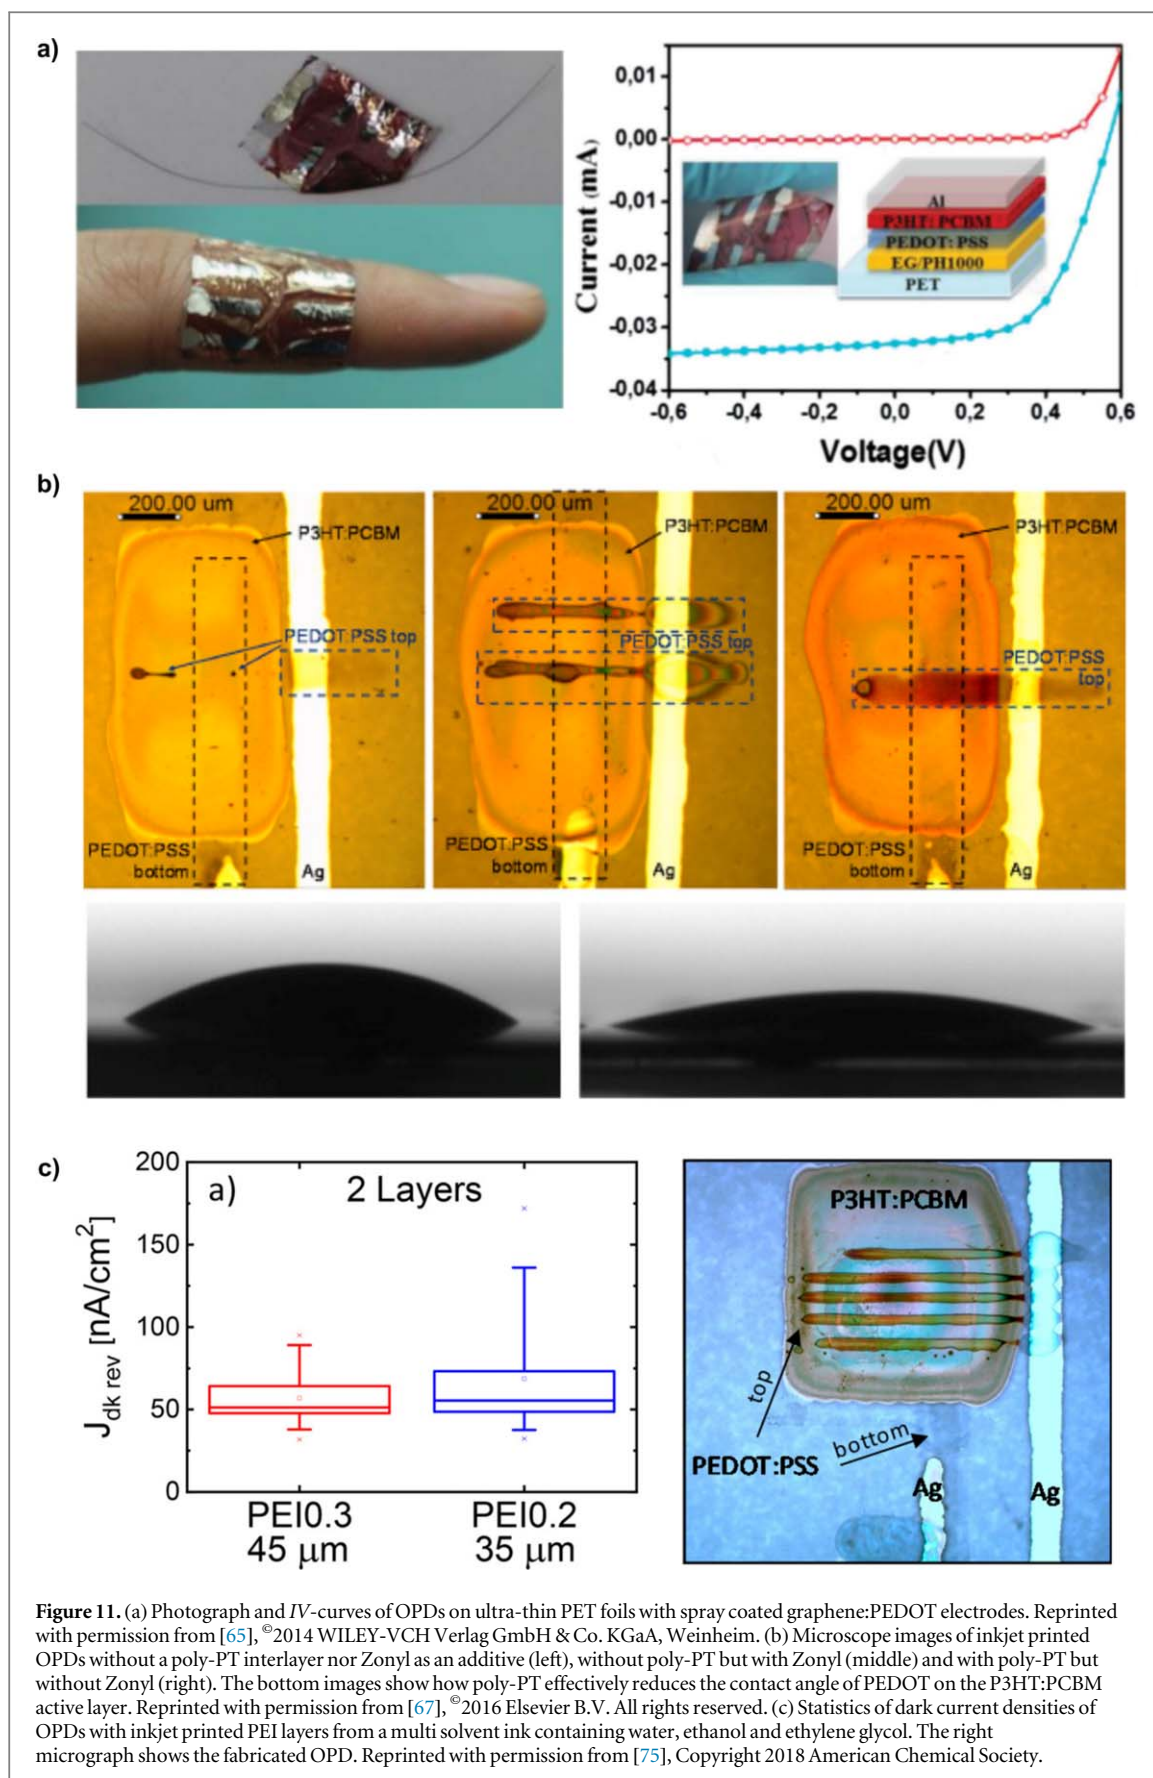 a)
0,01
0,00
-0,01
-0,02
-0,03
-0,04
Current (mA)
Al
P3HT: PCBM
PEDOT: PSS
EG/PH1000
PET
-0,6 -0,4 -0,2 0,0 0,2 0,4 0,6
Voltage(V)
b)
200.00 um
P3HT:PCBM
PEDOT:PSS top
PEDOT:PSS
bottom
Ag
200.00 um
P3HT:PCBM
PEDOT:PSS top
PEDOT:PSS
bottom
Ag
200.00 um
P3HT:PCBM
PEDOT:PSS
top
PEDOT:PSS
bottom
Ag
c)
a)
2 Layers
200
150
100
50
0
J dk rev [nA/cm²]
PEI0.3
45 μm
PEI0.2
35 μm
P3HT:PCBM
top
bottom
PEDOT:PSS
Ag
Ag
Figure 11. (a) Photograph and IV-curves of OPDs on ultra-thin PET foils with spray coated graphene:PEDOT electrodes. Reprinted
with permission from [65], ©2014 WILEY-VCH Verlag GmbH & Co. KGaA, Weinheim. (b) Microscope images of inkjet printed
OPDs without a poly-PT interlayer nor Zonyl as an additive (left), without poly-PT but with Zonyl (middle) and with poly-PT but
without Zonyl (right). The bottom images show how poly-PT effectively reduces the contact angle of PEDOT on the P3HT:PCBM
active layer. Reprinted with permission from [67], ©2016 Elsevier B.V. All rights reserved. (c) Statistics of dark current densities of
OPDs with inkjet printed PEI layers from a multi solvent ink containing water, ethanol and ethylene glycol. The right
micrograph shows the fabricated OPD. Reprinted with permission from [75], Copyright 2018 American Chemical Society.